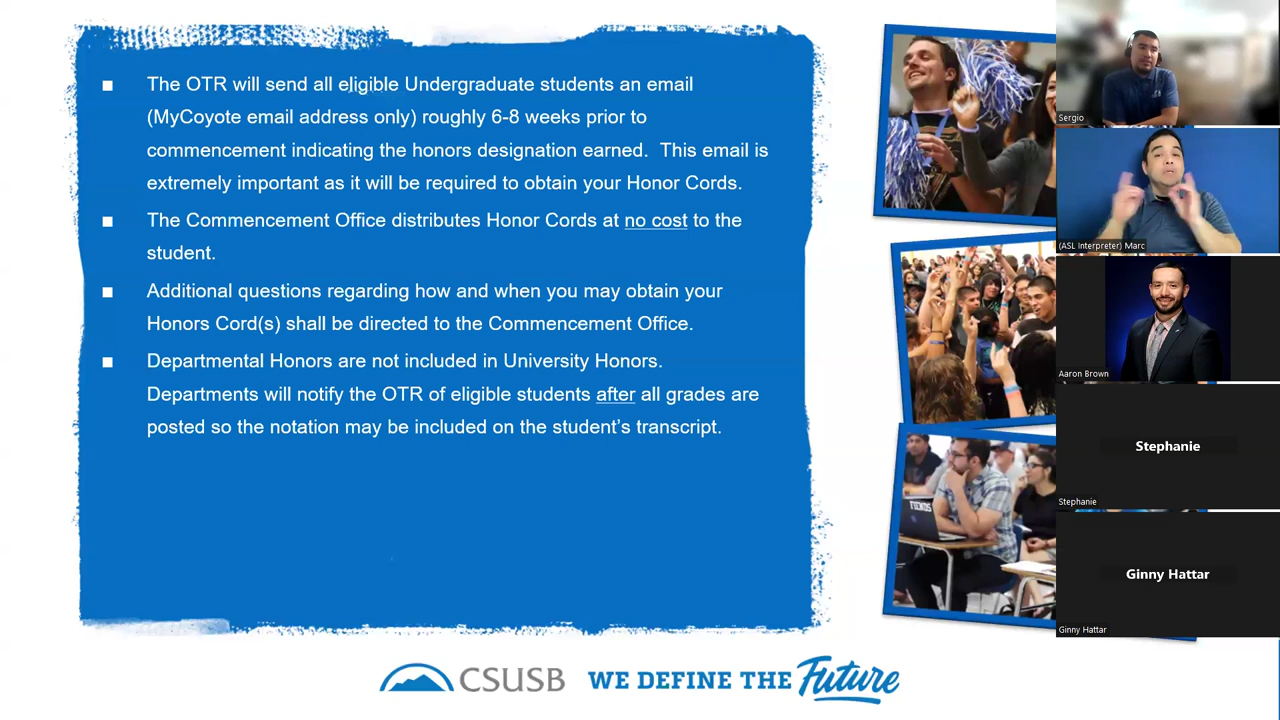 ■ The OTR will send all eligible Undergraduate students an email
(MyCoyote email address only) roughly 6-8 weeks prior to
commencement indicating the honors designation earned.  This email is
extremely important as it will be required to obtain your Honor Cords.
■ The Commencement Office distributes Honor Cords at no cost to the
student.
■ Additional questions regarding how and when you may obtain your
Honors Cord(s) shall be directed to the Commencement Office.
■ Departmental Honors are not included in University Honors.
Departments will notify the OTR of eligible students after all grades are
posted so the notation may be included on the student’s transcript.
CSUSB WE DEFINE THE Future
Sergio
(ASL Interpreter) Marc
Aaron Brown
Stephanie
Stephanie
Ginny Hattar
Ginny Hattar